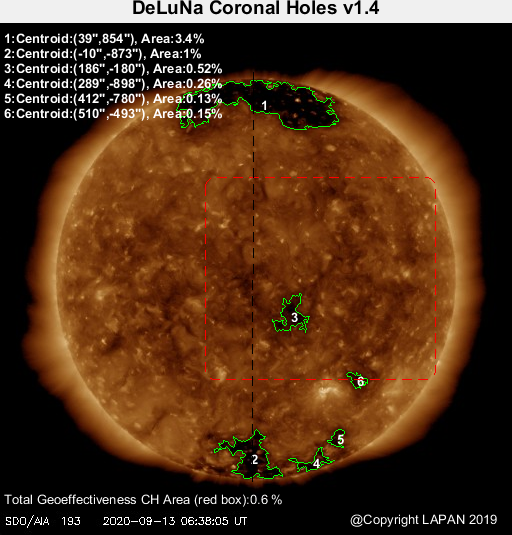 DeLuNa Coronal Holes v1.4
1:Centroid:(39",854"), Area:3.4%
2:Centroid:(-10",-873"), Area:1%
3:Centroid:(186",-180"), Area:0.52%
4:Centroid:(289",-898"), Area:0.26%
5:Centroid:(412",-780"), Area:0.13%
6:Centroid:(510",-493"), Area:0.15%
1
3
6
5
2
4
Total Geoeffectiveness CH Area (red box):0.6 %
SDO/AIA 193 2020-09-13 06:38:05 UT
@Copyright LAPAN 2019